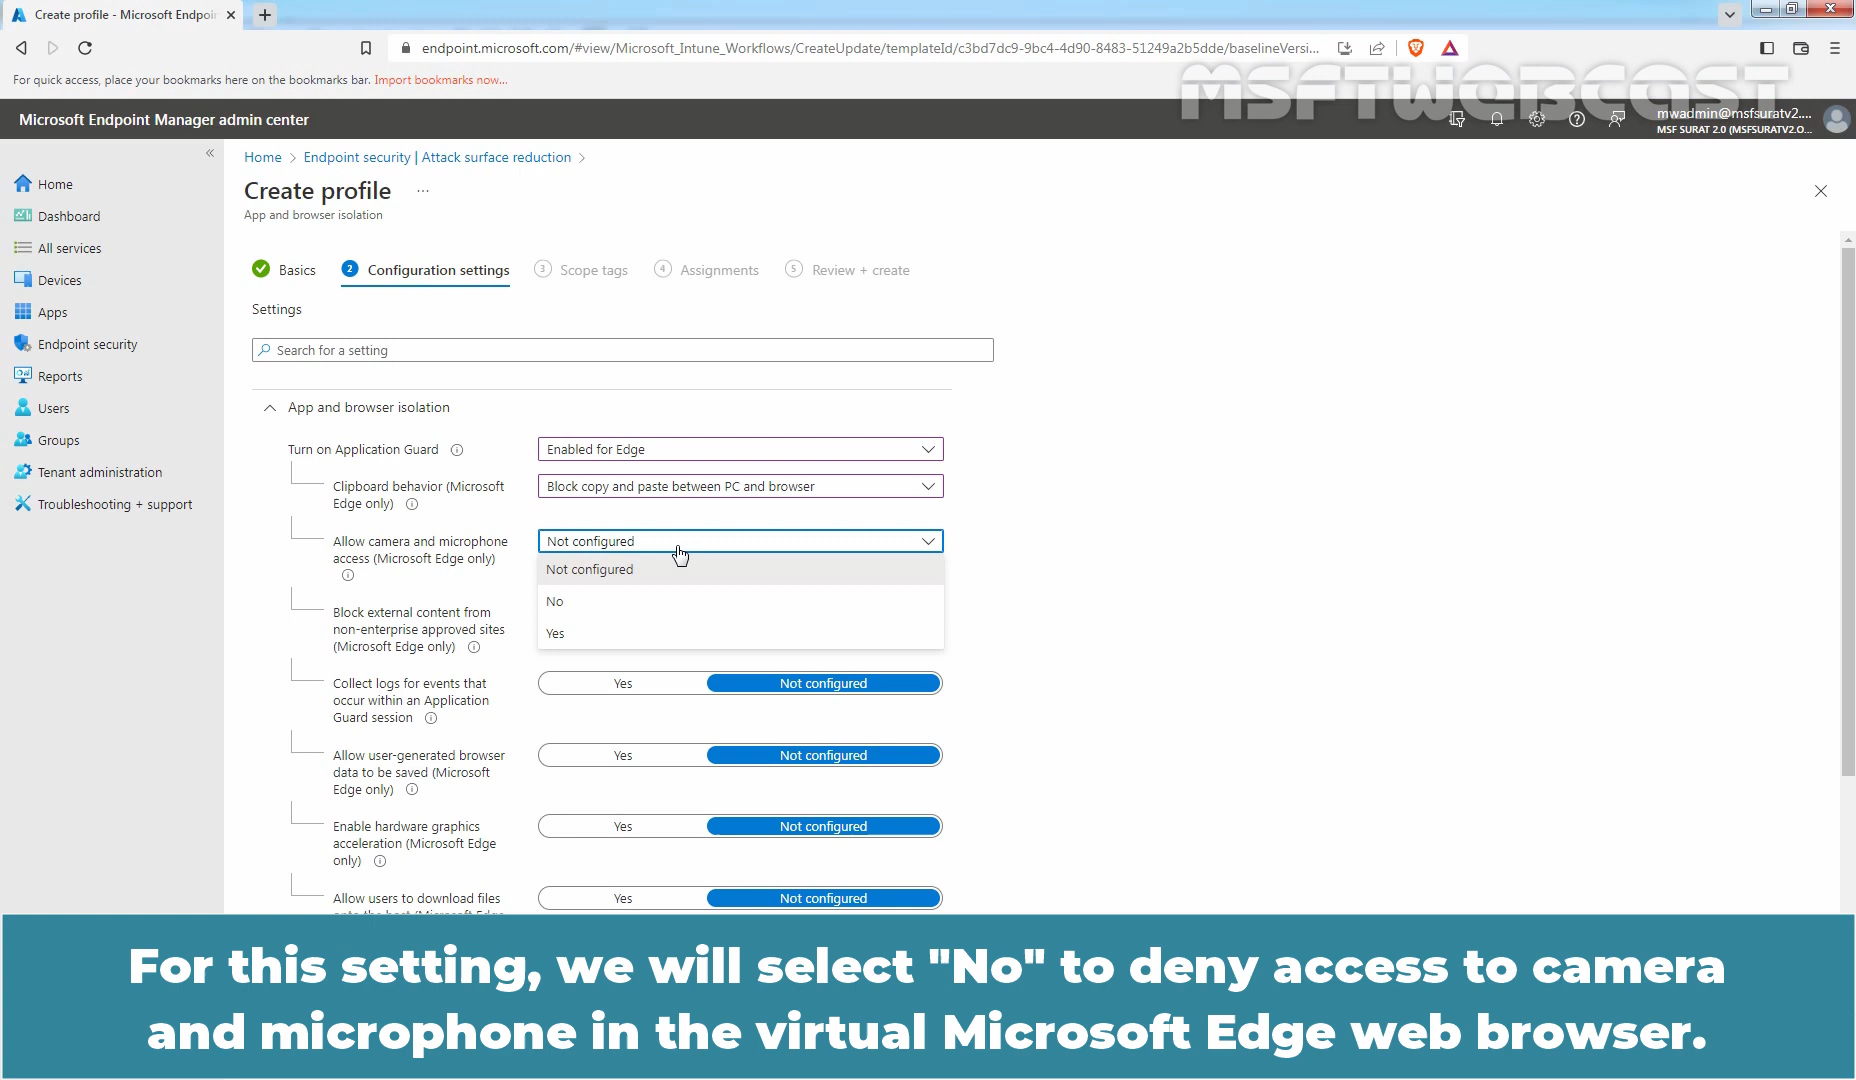 Create profile - Microsoft Endpoin
endpoint.microsoft.com/#view/Microsoft_Intune_Workflows/CreateUpdate/templateId/c3bd7dc9-9bc4-4d90-8483-51249a2b5dde/baselineVersi...
For quick access, place your bookmarks here on the bookmarks bar. Import bookmarks now...
MSFTWEBCAST
Microsoft Endpoint Manager admin center
mwadmin@msfsuratv2....
MSF SURAT 2.0 (MSFSURATV2.O...
Home > Endpoint security | Attack surface reduction >
Create profile ...
App and browser isolation
Home
Dashboard
All services
Devices
Apps
Endpoint security
Reports
Users
Groups
Tenant administration
Troubleshooting + support
Basics
2 Configuration settings
3 Scope tags
4 Assignments
5 Review + create
Settings
Search for a setting
App and browser isolation
Turn on Application Guard
Enabled for Edge
Clipboard behavior (Microsoft
Edge only)
Block copy and paste between PC and browser
Allow camera and microphone
access (Microsoft Edge only)
Not configured
Not configured
No
Yes
Block external content from
non-enterprise approved sites
(Microsoft Edge only)
Collect logs for events that
occur within an Application
Guard session
Yes Not configured
Allow user-generated browser
data to be saved (Microsoft
Edge only)
Yes Not configured
Enable hardware graphics
acceleration (Microsoft Edge
only)
Yes Not configured
Allow users to download files
Yes Not configured
For this setting, we will select "No" to deny access to camera
and microphone in the virtual Microsoft Edge web browser.